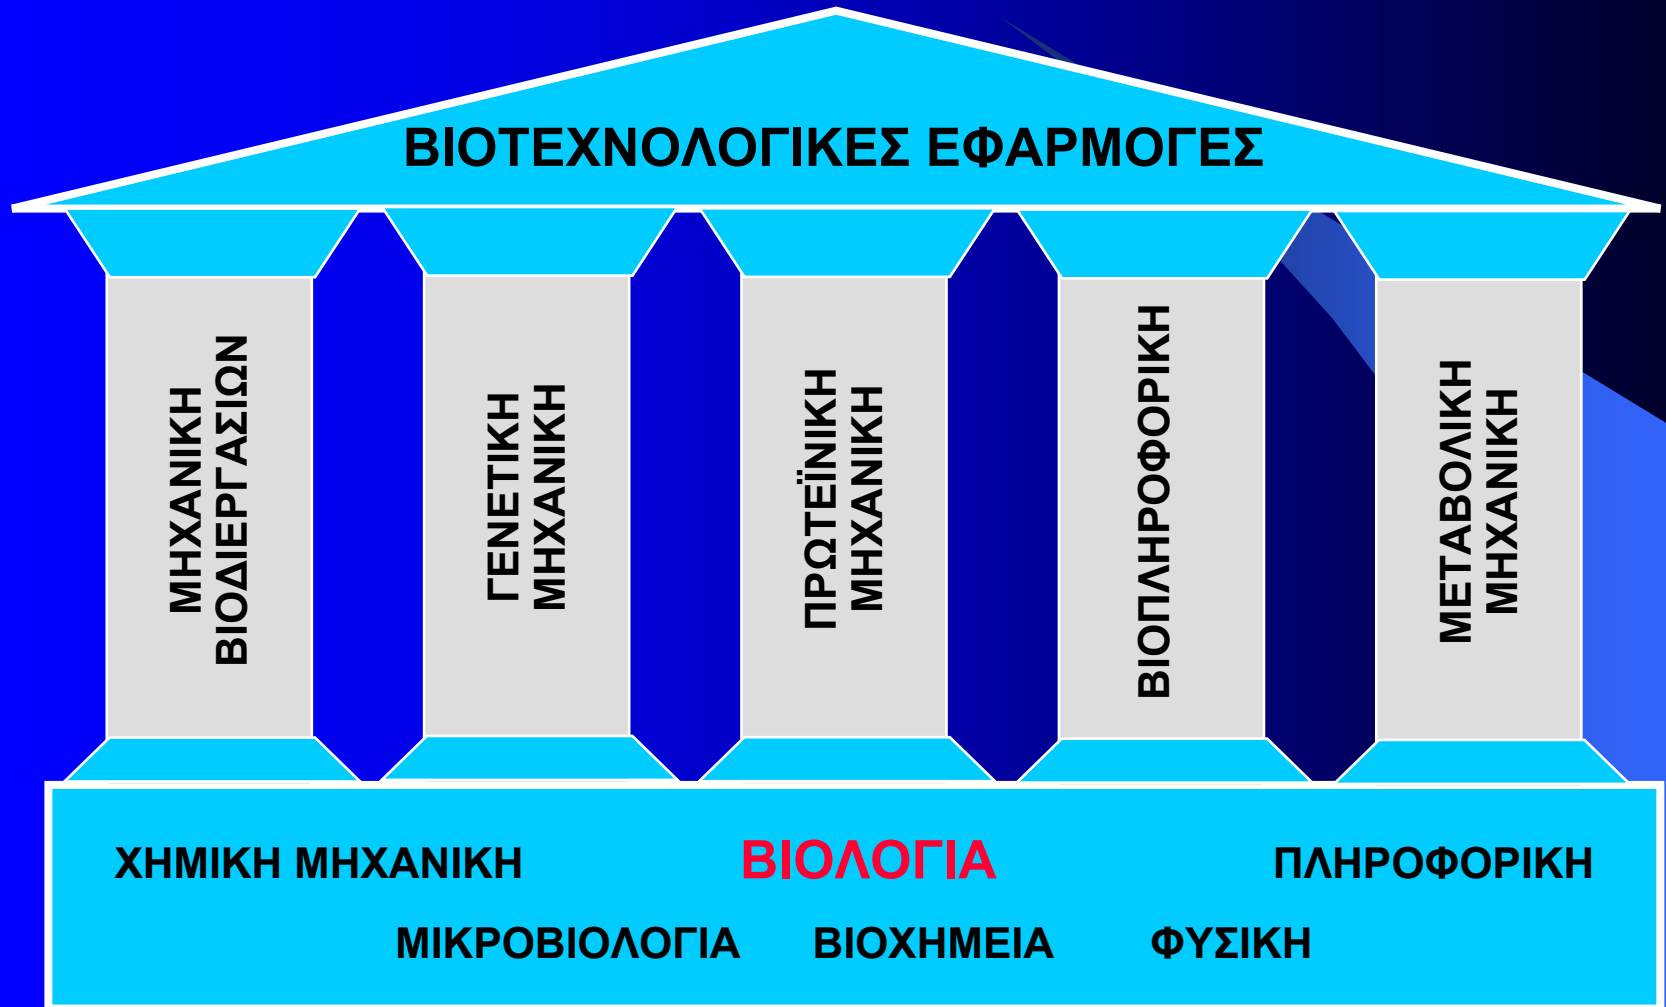 ΒΙΟΤΕΧΝΟΛΟΓΙΚΕΣ ΕΦΑΡΜΟΓΕΣ
ΜΗΧΑΝΙΚΗ
ΒΙΟΔΙΕΡΓΑΣΙΩΝ
ΓΕΝΕΤΙΚΗ
ΜΗΧΑΝΙΚΗ
ΠΡΩΤΕΪΝΙΚΗ
ΜΗΧΑΝΙΚΗ
ΒΙΟΠΛΗΡΟΦΟΡΙΚΗ
ΜΕΤΑΒΟΛΙΚΗ
ΜΗΧΑΝΙΚΗ
ΧΗΜΙΚΗ ΜΗΧΑΝΙΚΗ ΒΙΟΛΟΓΙΑ ΠΛΗΡΟΦΟΡΙΚΗ
ΜΙΚΡΟΒΙΟΛΟΓΙΑ ΒΙΟΧΗΜΕΙΑ ΦΥΣΙΚΗ